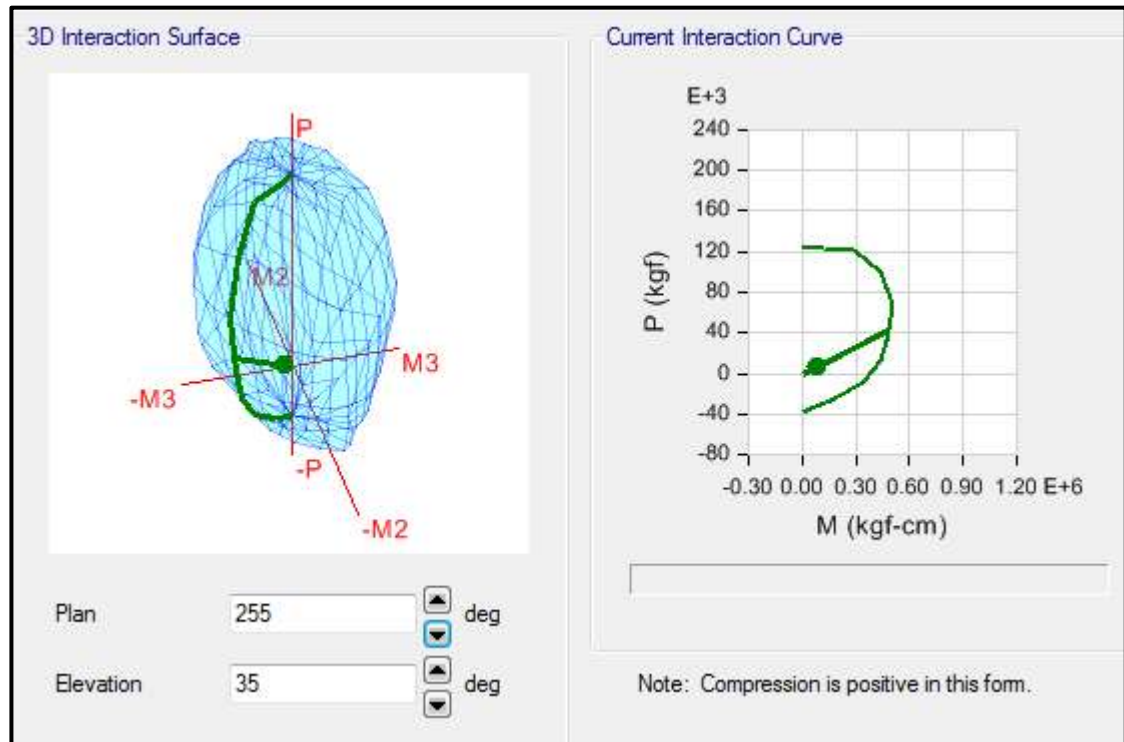 3D Interaction Surface
P
M2
M3
-M3
-P
-M2
Plan 255 deg
Elevation 35 deg
Current Interaction Curve
E+3
240
200
160
120
80
40
0
-40
-80
P (kgf)
-0.30 0.00 0.30 0.60 0.90 1.20 E+6
M (kgf-cm)
Note: Compression is positive in this form.